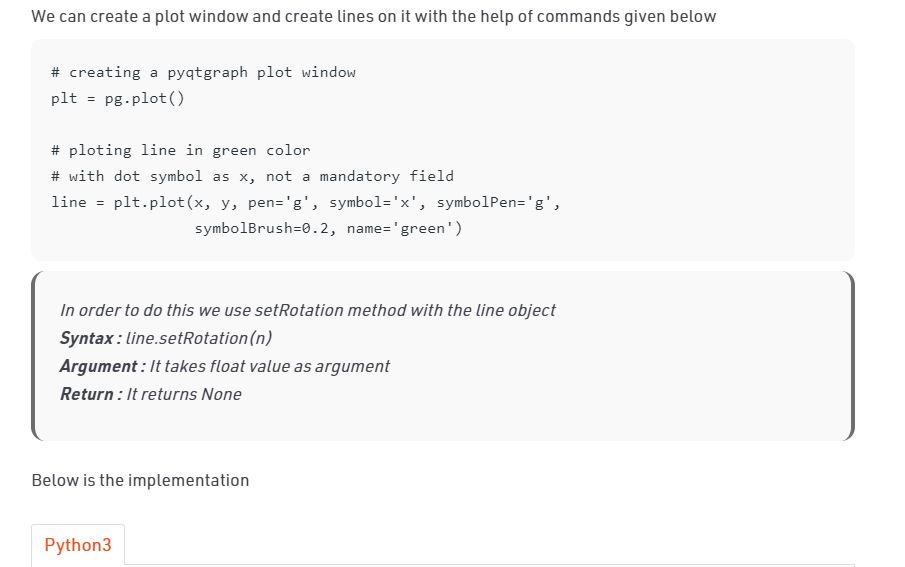 We can create a plot window and create lines on it with the help of commands given below
# creating a pyqtgraph plot window
plt = pg.plot()
# ploting line in green color
# with dot symbol as x, not a mandatory field
line = plt.plot(x, y, pen='g', symbol='x', symbolPen='g',
symbolBrush=0.2, name='green')
In order to do this we use setRotation method with the line object
Syntax : line.setRotation(n)
Argument : It takes float value as argument
Return : It returns None
Below is the implementation
Python3